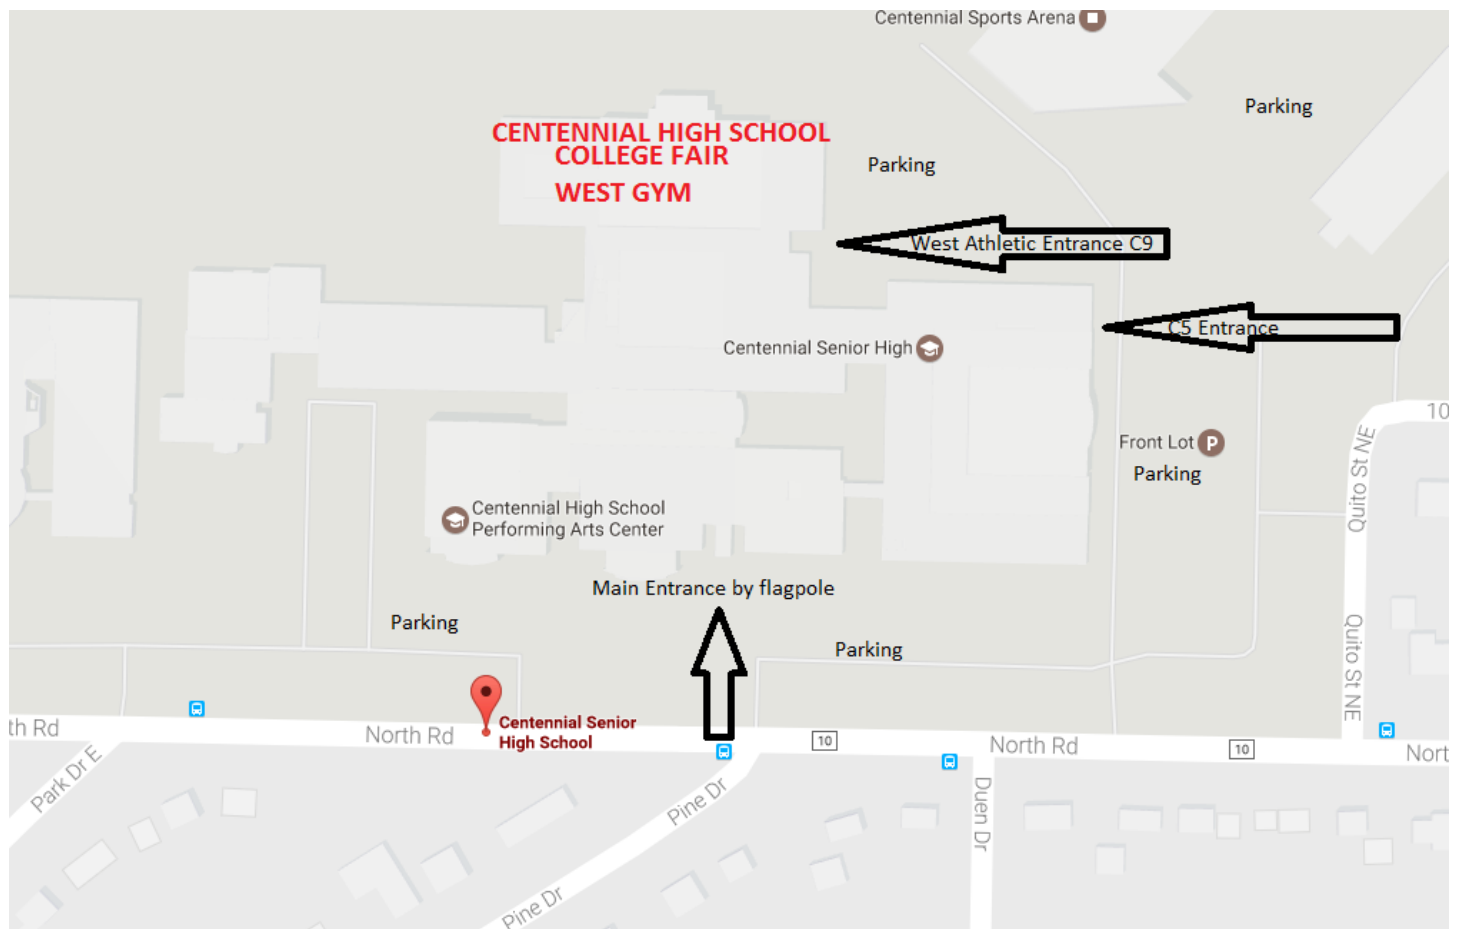 Centennial Sports Arena
Parking
CENTENNIAL HIGH SCHOOL
COLLEGE FAIR
WEST GYM
Parking
West Athletic Entrance C9
C5 Entrance
Centennial Senior High
10
Front Lot P
Parking
Quito St NE
Centennial High School
Performing Arts Center
Main Entrance by flagpole
Parking
Parking
Quito St NE
th Rd
North Rd
Centennial Senior
High School
10
North Rd
10
Nort
Park Dr E
Pine Dr
Duen Dr
Pine Dr